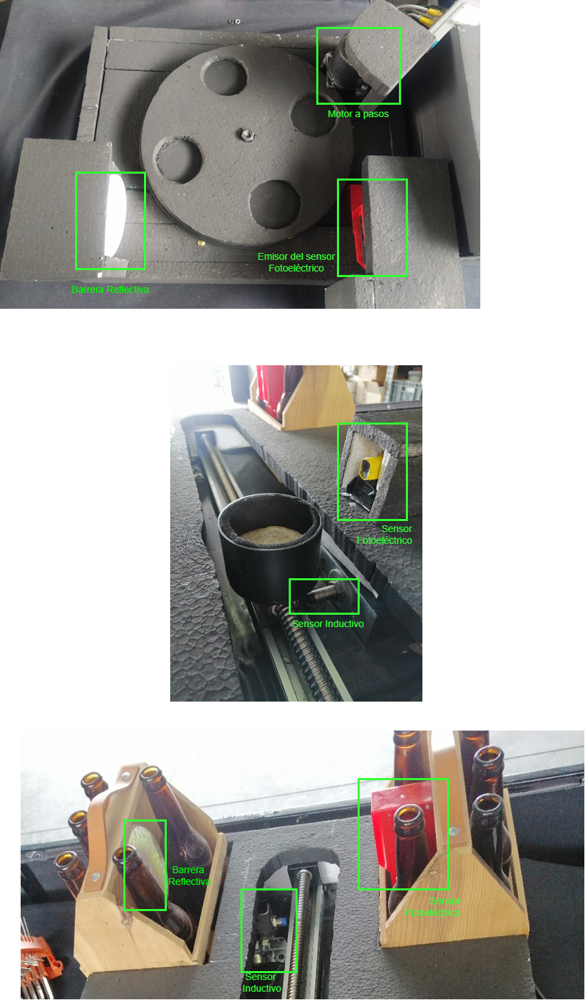 Motor a pasos
Emisor del sensor
Fotoeléctrico
Barrera Reflectiva
Sensor
Fotoeléctrico
Sensor Inductivo
Barrera
Reflectiva
Sensor
Fotoeléctrico
Sensor
Inductivo